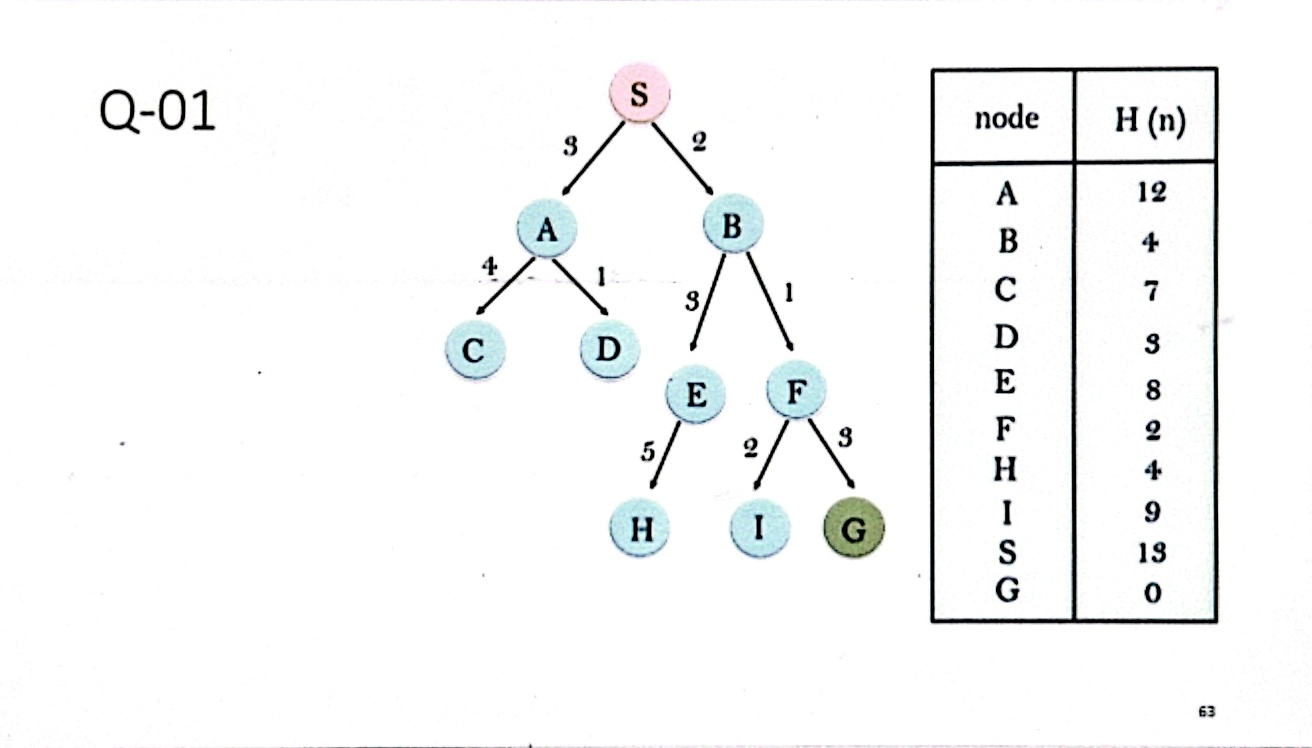 Q-01
S
3 2
A B
4 1 3 1
C D
E F
5 2 3
H I G
node H (n)
A 12
B 4
C 7
D 3
E 8
F 2
H 4
I 9
S 13
G 0
63